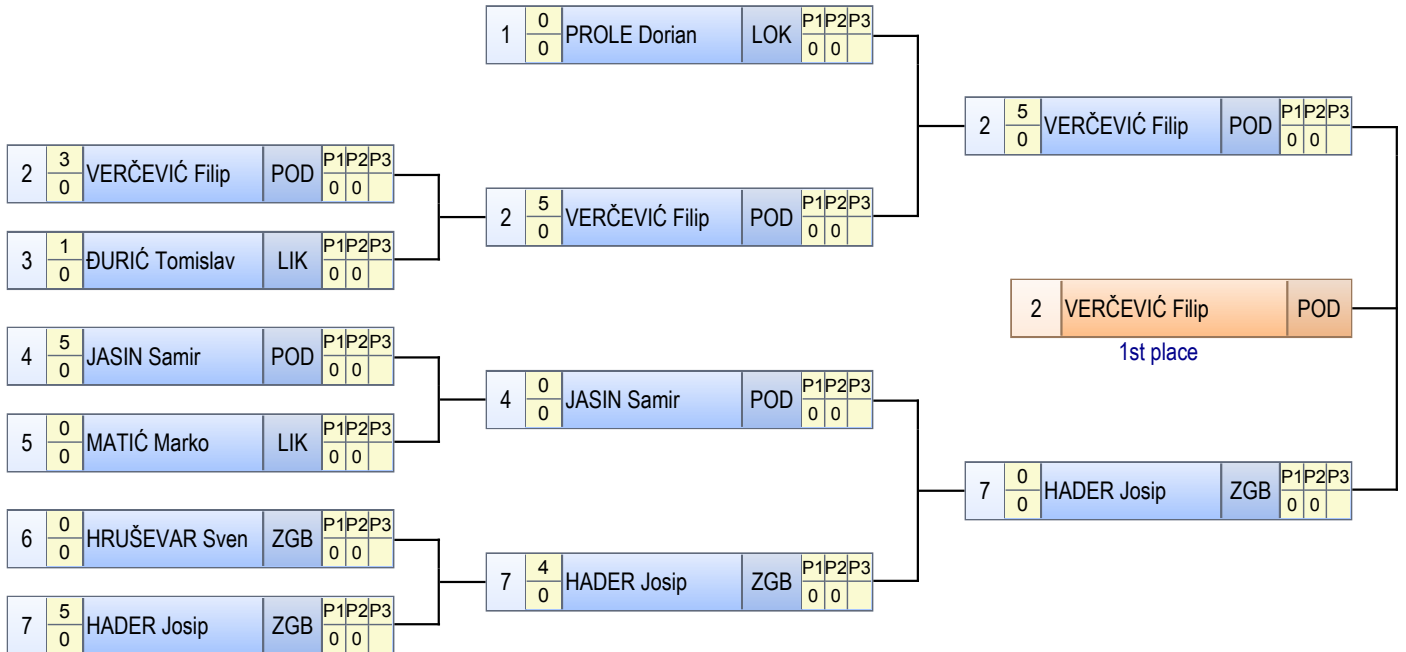 1 0 0 PROLE Dorian LOK P1 P2 P3 0 0
2 5 0 VERČEVIĆ Filip POD P1 P2 P3 0 0
2 3 0 VERČEVIĆ Filip POD P1 P2 P3 0 0
2 5 0 VERČEVIĆ Filip POD P1 P2 P3 0 0
3 1 0 ĐURIĆ Tomislav LIK P1 P2 P3 0 0
2 VERČEVIĆ Filip POD
1st place
4 5 0 JASIN Samir POD P1 P2 P3 0 0
4 0 0 JASIN Samir POD P1 P2 P3 0 0
5 0 0 MATIĆ Marko LIK P1 P2 P3 0 0
7 0 0 HADER Josip ZGB P1 P2 P3 0 0
6 0 0 HRUŠEVAR Sven ZGB P1 P2 P3 0 0
7 4 0 HADER Josip ZGB P1 P2 P3 0 0
7 5 0 HADER Josip ZGB P1 P2 P3 0 0